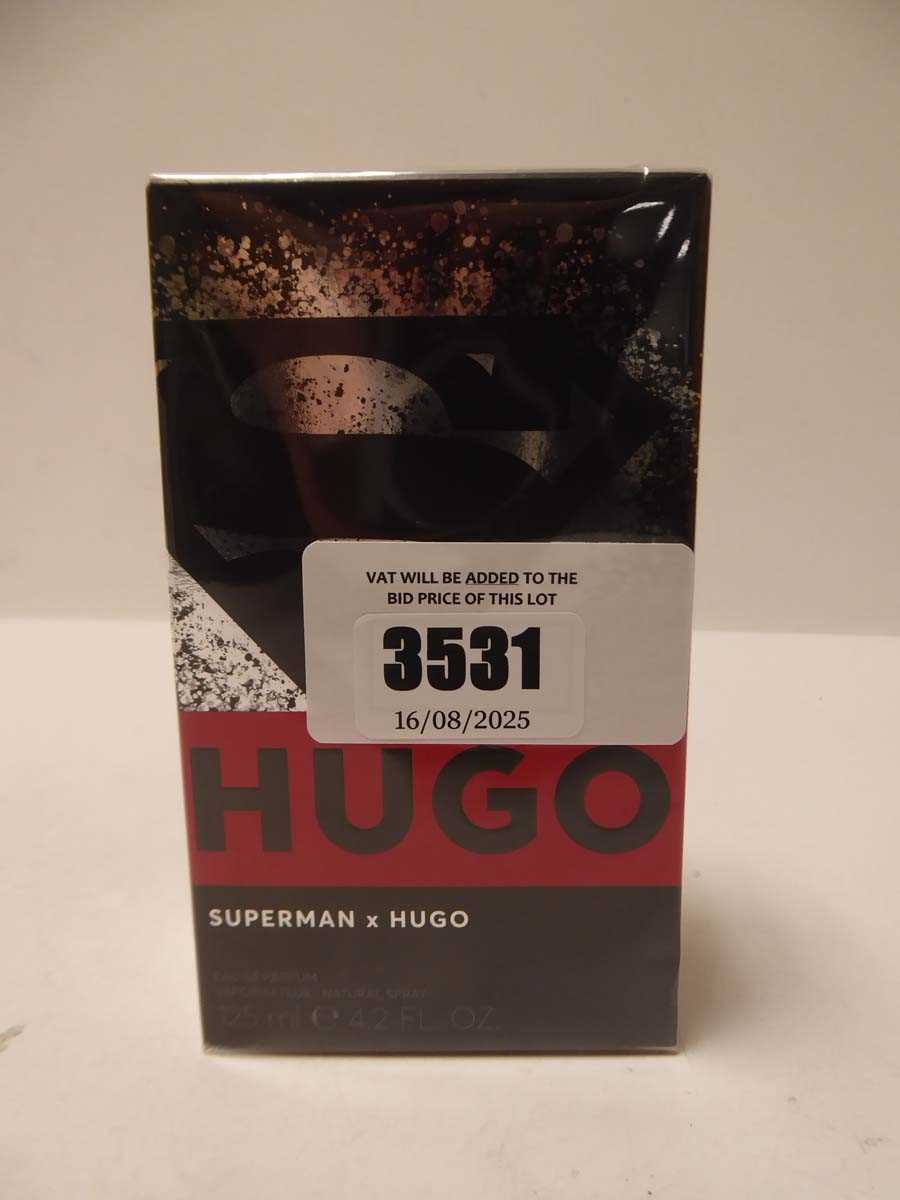 VAT WILL BE ADDED TO THE
BID PRICE OF THIS LOT
3531
16/08/2025
HUGO
SUPERMAN x HUGO
EAU DE PARFUM
VAPORISATEUR NATURAL SPRAY
125 ml ℮ 4.2 FL. OZ.